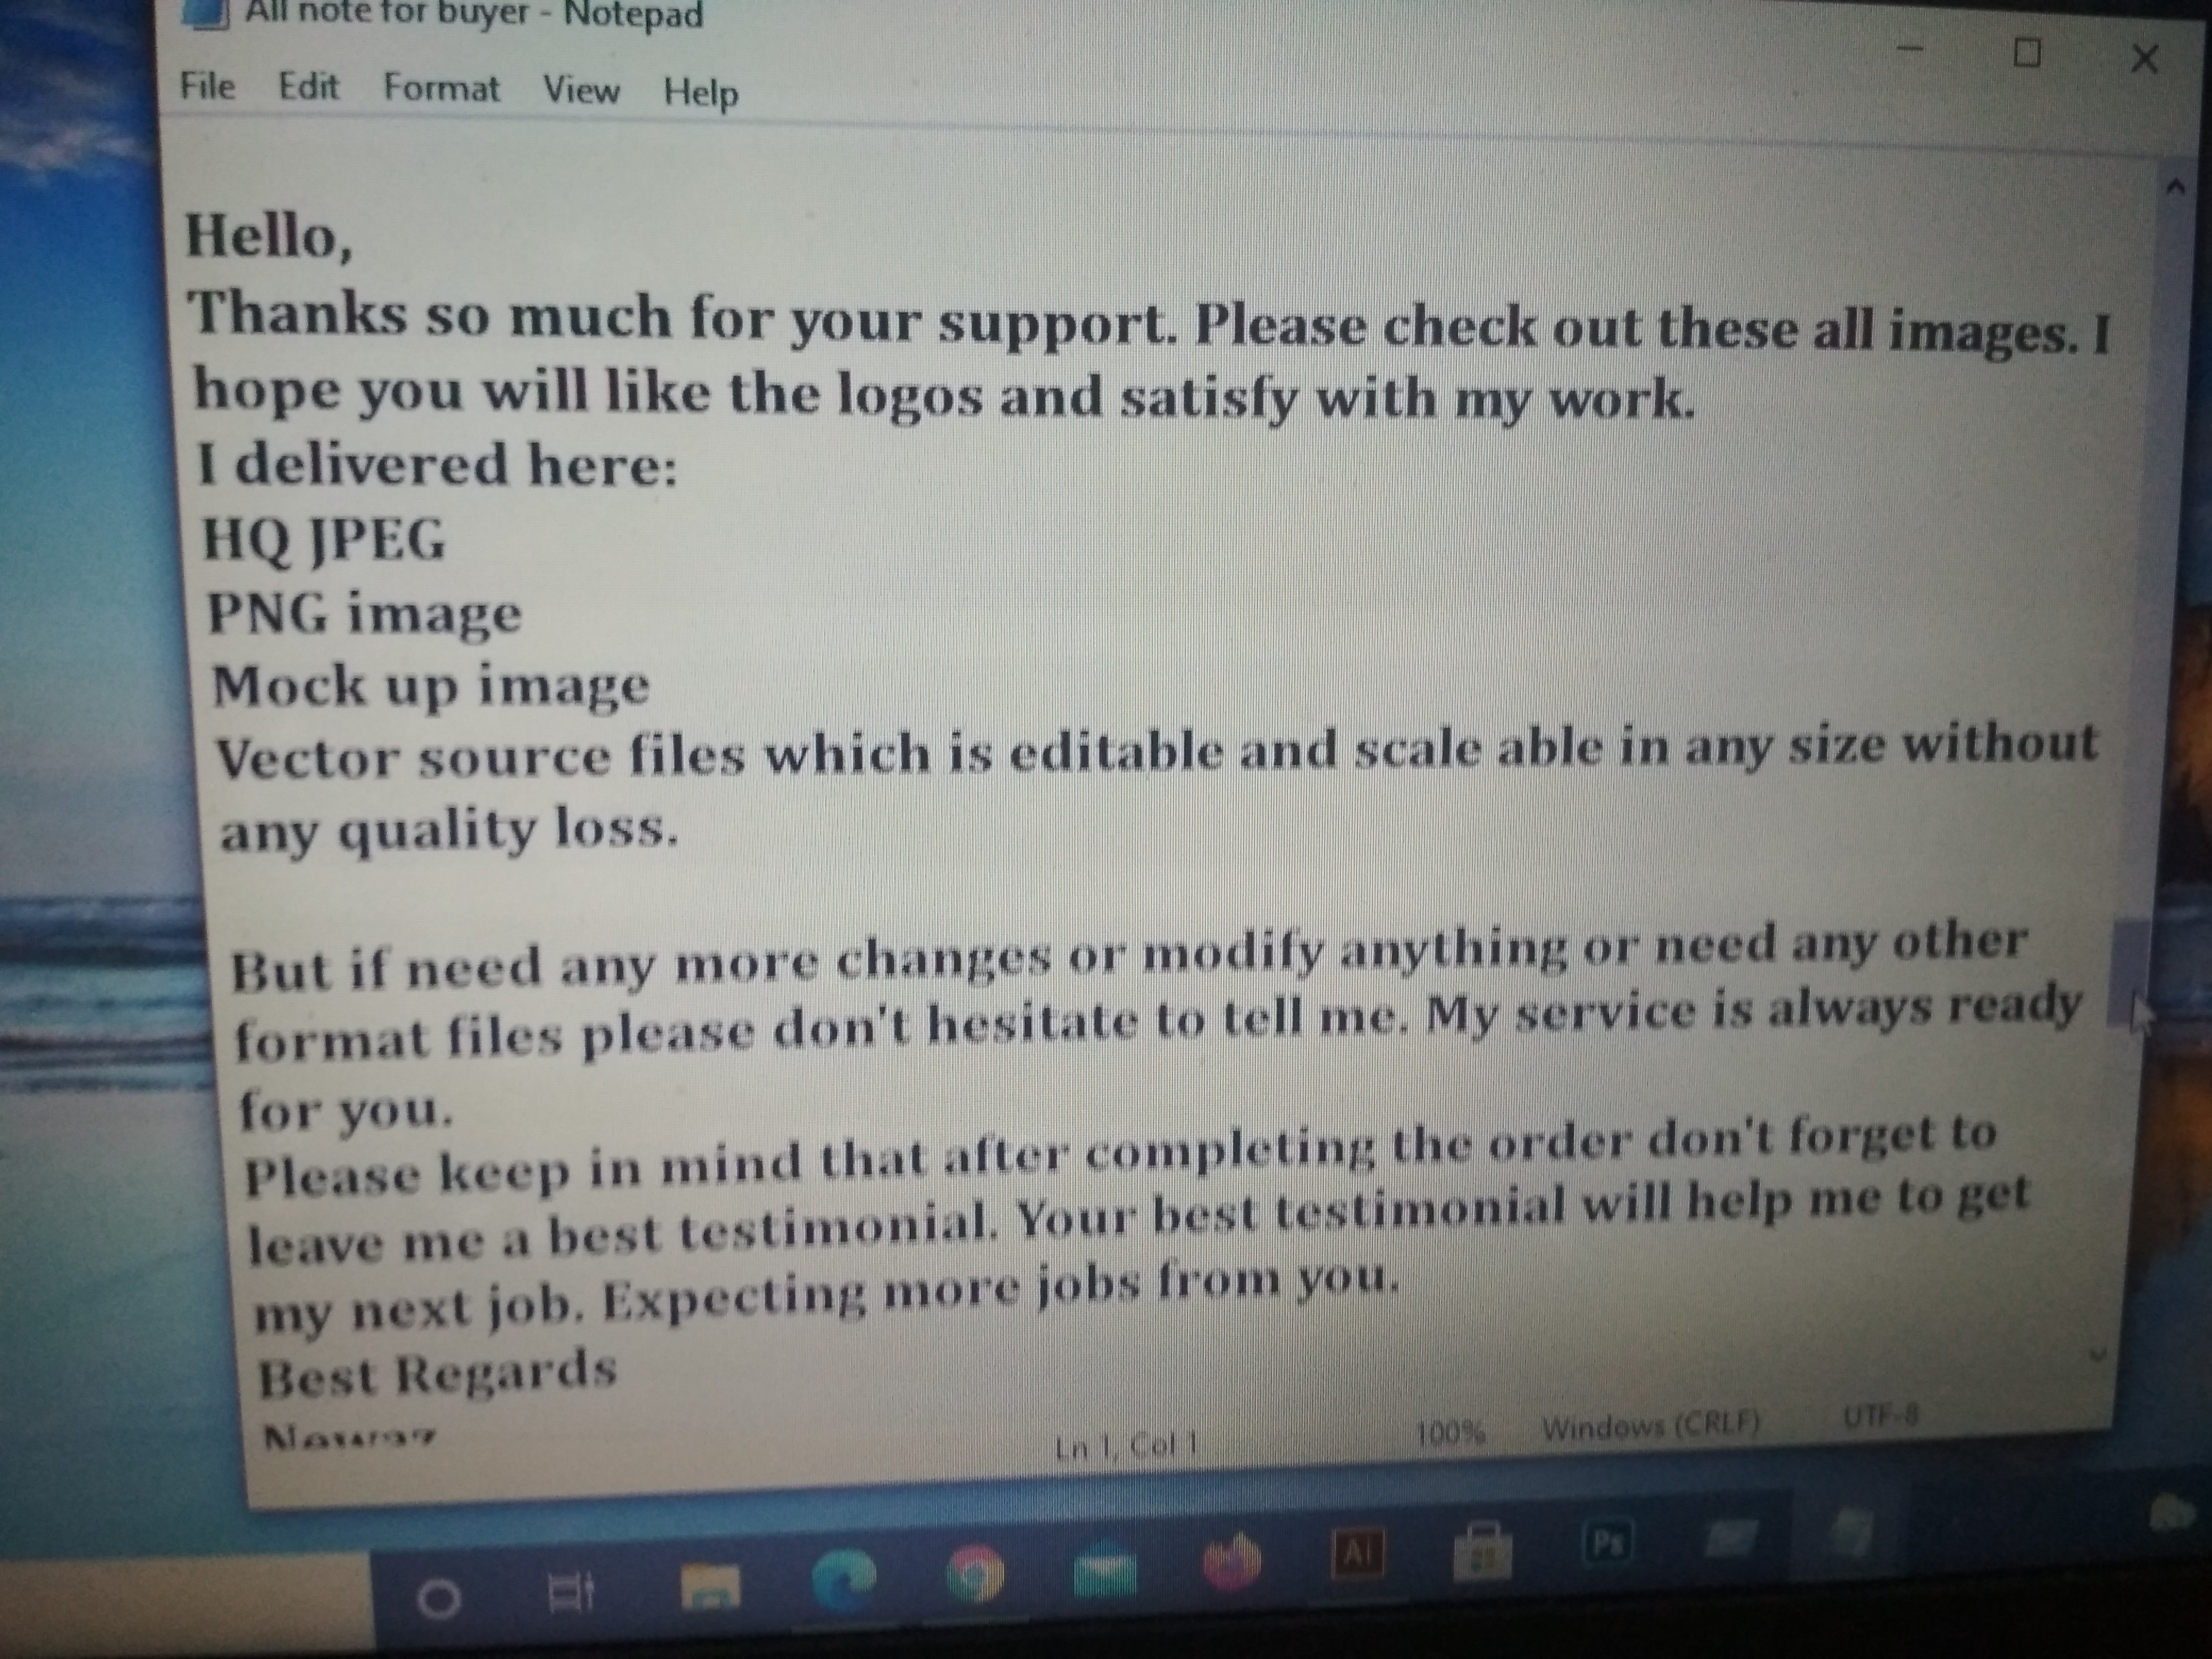 All note for buyer - Notepad
File Edit Format View Help
Hello,
Thanks so much for your support. Please check out these all images. I
hope you will like the logos and satisfy with my work.
I delivered here:
HQ JPEG
PNG image
Mock up image
Vector source files which is editable and scale able in any size without
any quality loss.
But if need any more changes or modify anything or need any other
format files please don't hesitate to tell me. My service is always ready
for you.
Please keep in mind that after completing the order don't forget to
leave me a best testimonial. Your best testimonial will help me to get
my next job. Expecting more jobs from you.
Best Regards
Ln 1, Col 1 100% Windows (CRLF) UTF-8
Ai Ps